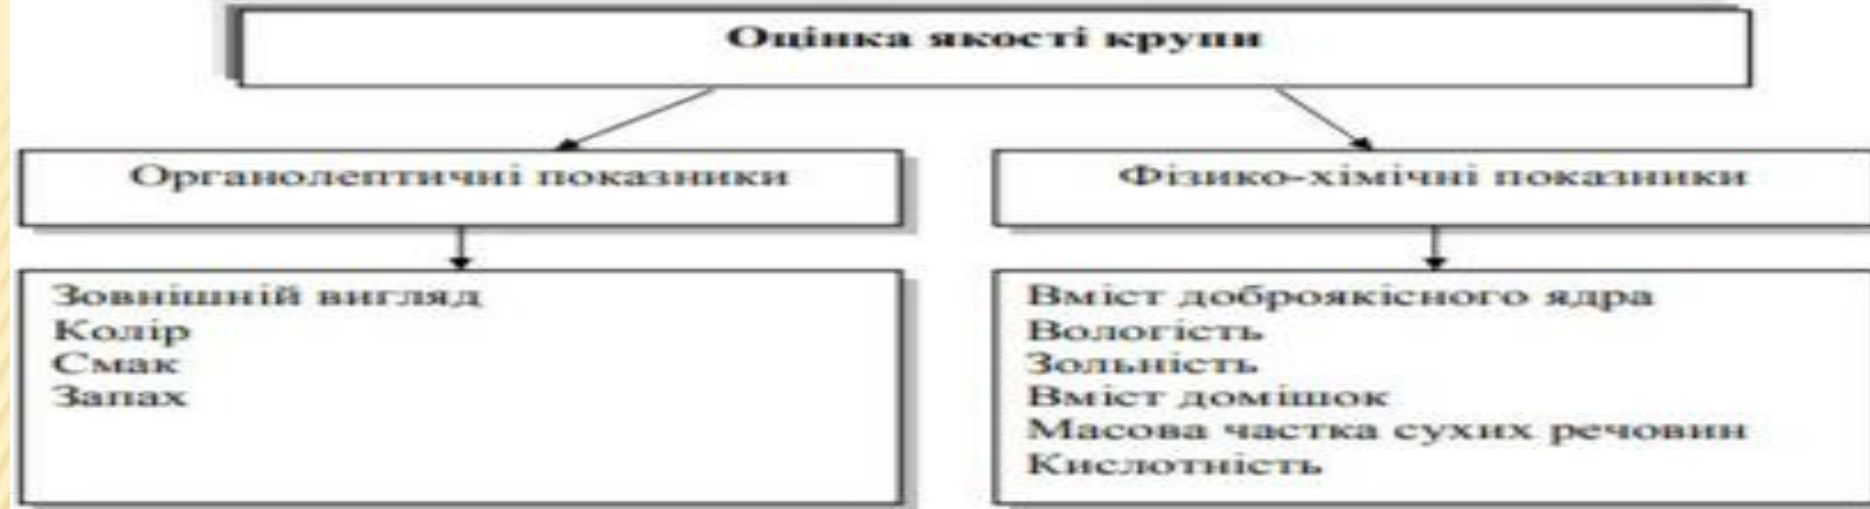 Оцінка якості крупи
Органолептичні показники
Фізико-хімічні показники
Зовнішній вигляд
Колір
Смак
Запах
Вміст доброякісного ядра
Вологість
Зольність
Вміст домішок
Масова частка сухих речовин
Кислотність